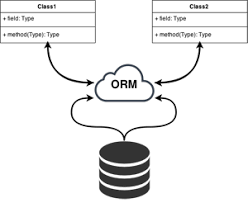 Class1
+ field: Type
+ method(Type): Type
Class2
+ field: Type
+ method(Type): Type
ORM